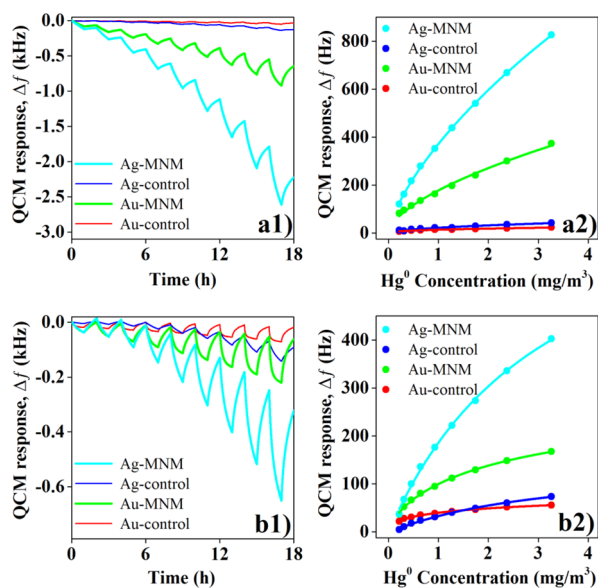 QCM response, Δf (kHz)
0.0
-0.5
-1.0
-1.5
-2.0
-2.5
-3.0
Ag-MNM
Ag-control
Au-MNM
Au-control
a1)
0
6
12
18
Time (h)
QCM response, Δf (Hz)
800
600
400
200
0
Ag-MNM
Ag-control
Au-MNM
Au-control
a2)
0
1
2
3
4
Hg⁰ Concentration (mg/m³)
QCM response, Δf (kHz)
0.0
-0.2
-0.4
-0.6
Ag-MNM
Ag-control
Au-MNM
Au-control
b1)
0
6
12
18
Time (h)
QCM response, Δf (Hz)
400
300
200
100
0
Ag-MNM
Ag-control
Au-MNM
Au-control
b2)
0
1
2
3
4
Hg⁰ Concentration (mg/m³)